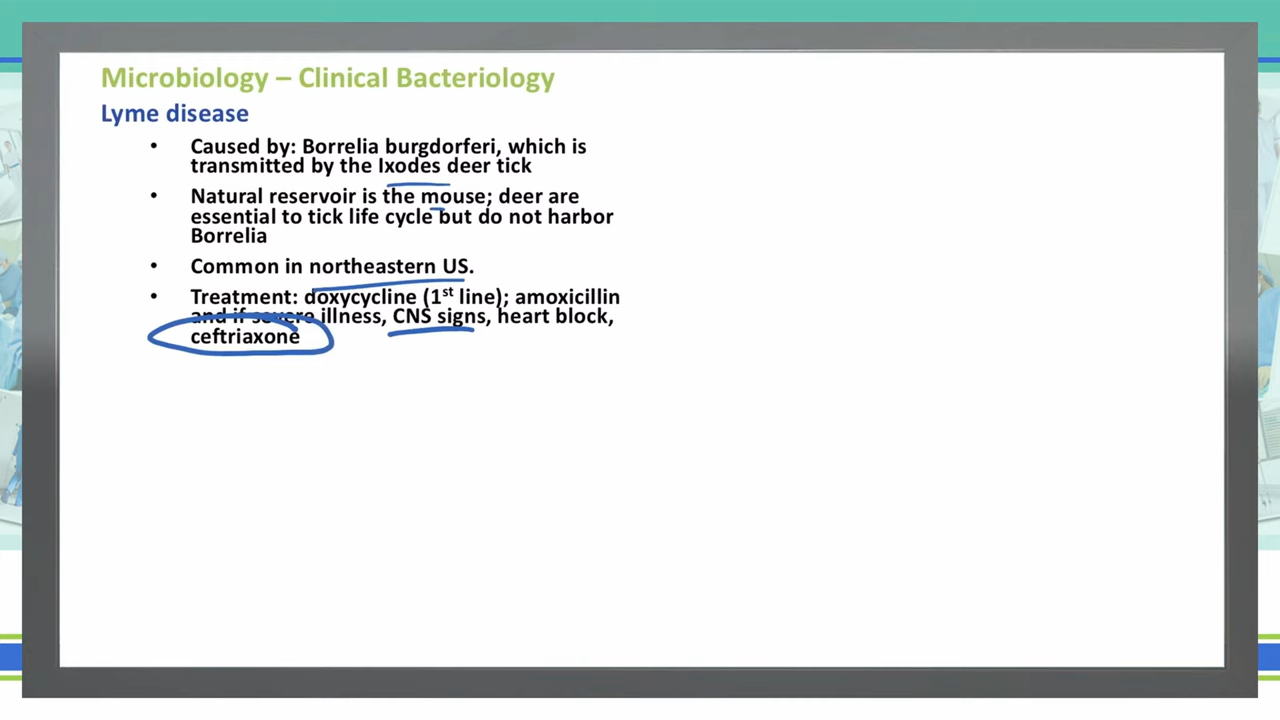 Microbiology – Clinical Bacteriology
Lyme disease
• Caused by: Borrelia burgdorferi, which is
transmitted by the Ixodes deer tick
• Natural reservoir is the mouse; deer are
essential to tick life cycle but do not harbor
Borrelia
• Common in northeastern US.
• Treatment: doxycycline (1st line); amoxicillin
and if severe illness, CNS signs, heart block,
ceftriaxone